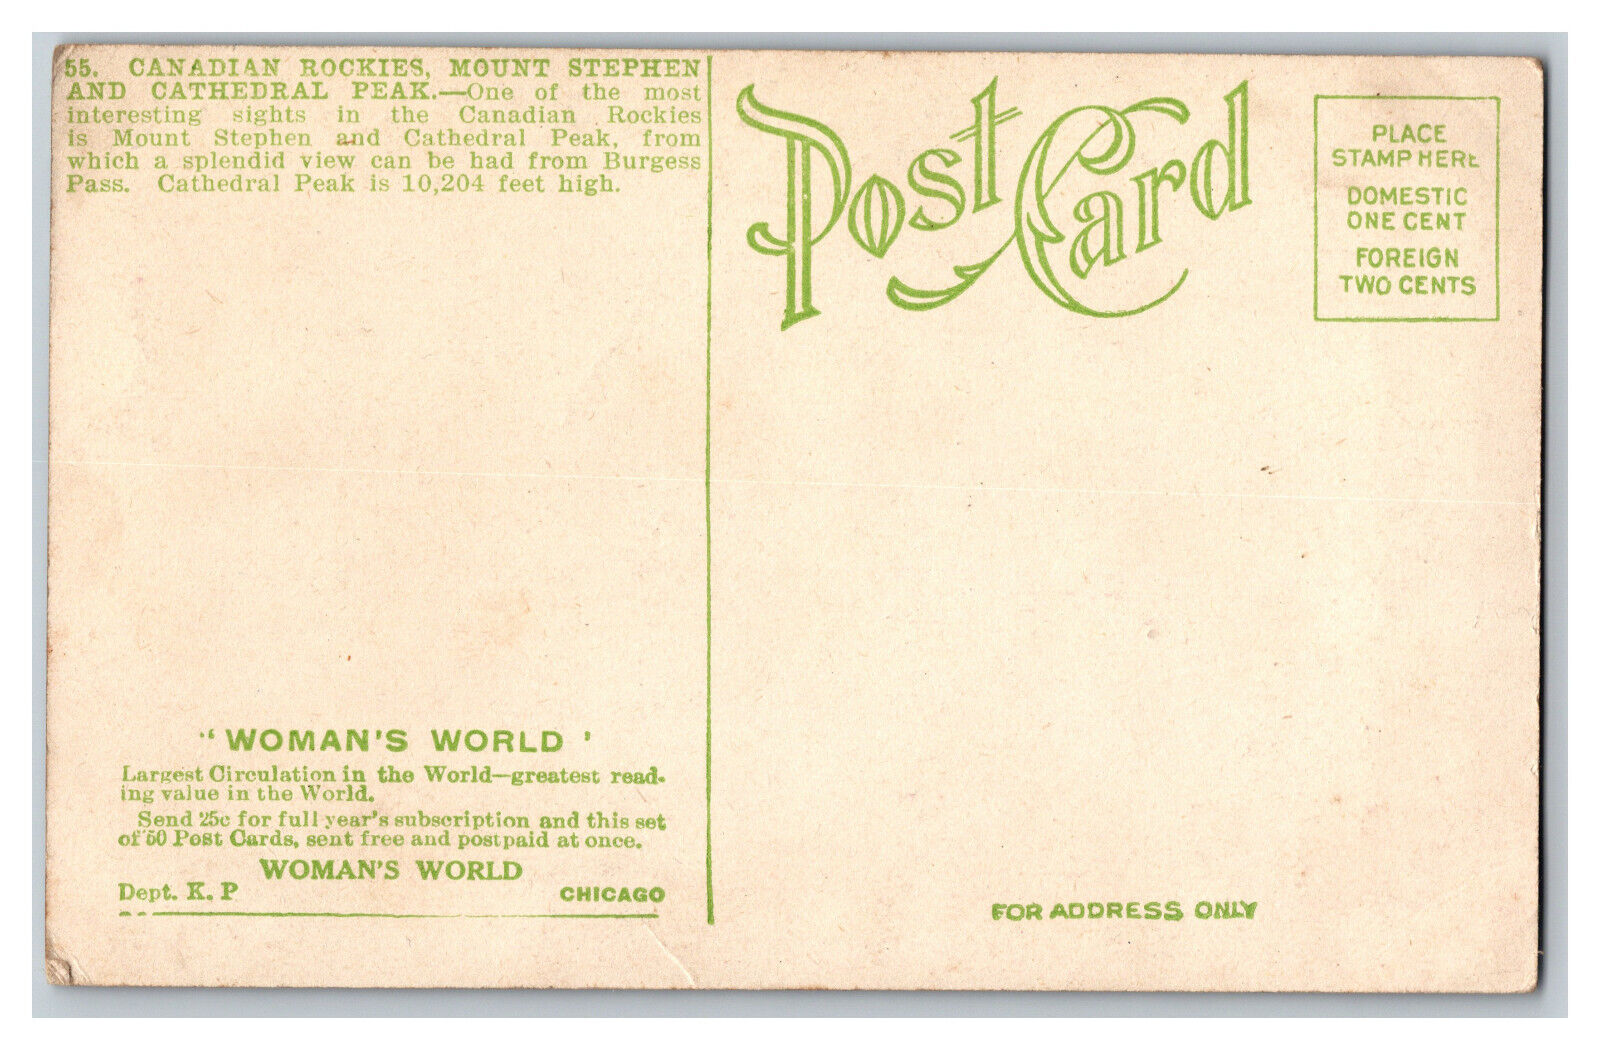 55. CANADIAN ROCKIES, MOUNT STEPHEN
AND CATHEDRAL PEAK.—One of the most
interesting sights in the Canadian Rockies
is Mount Stephen and Cathedral Peak, from
which a splendid view can be had from Burgess
Pass. Cathedral Peak is 10,204 feet high.
Post Card
PLACE
STAMP HERE
DOMESTIC
ONE CENT
FOREIGN
TWO CENTS
"WOMAN'S WORLD '
Largest Circulation in the World—greatest read-
ing value in the World.
Send 25c for full year's subscription and this set
of 50 Post Cards, sent free and postpaid at once.
WOMAN'S WORLD
Dept. K. P CHICAGO
FOR ADDRESS ONLY